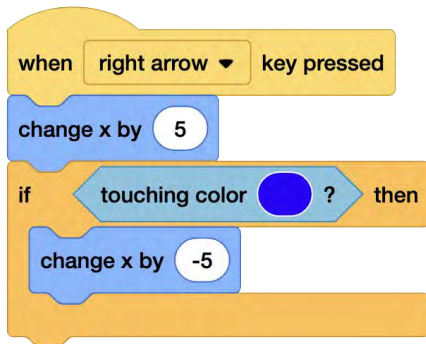 when right arrow key pressed
change x by 5
if touching color ? then
change x by -5